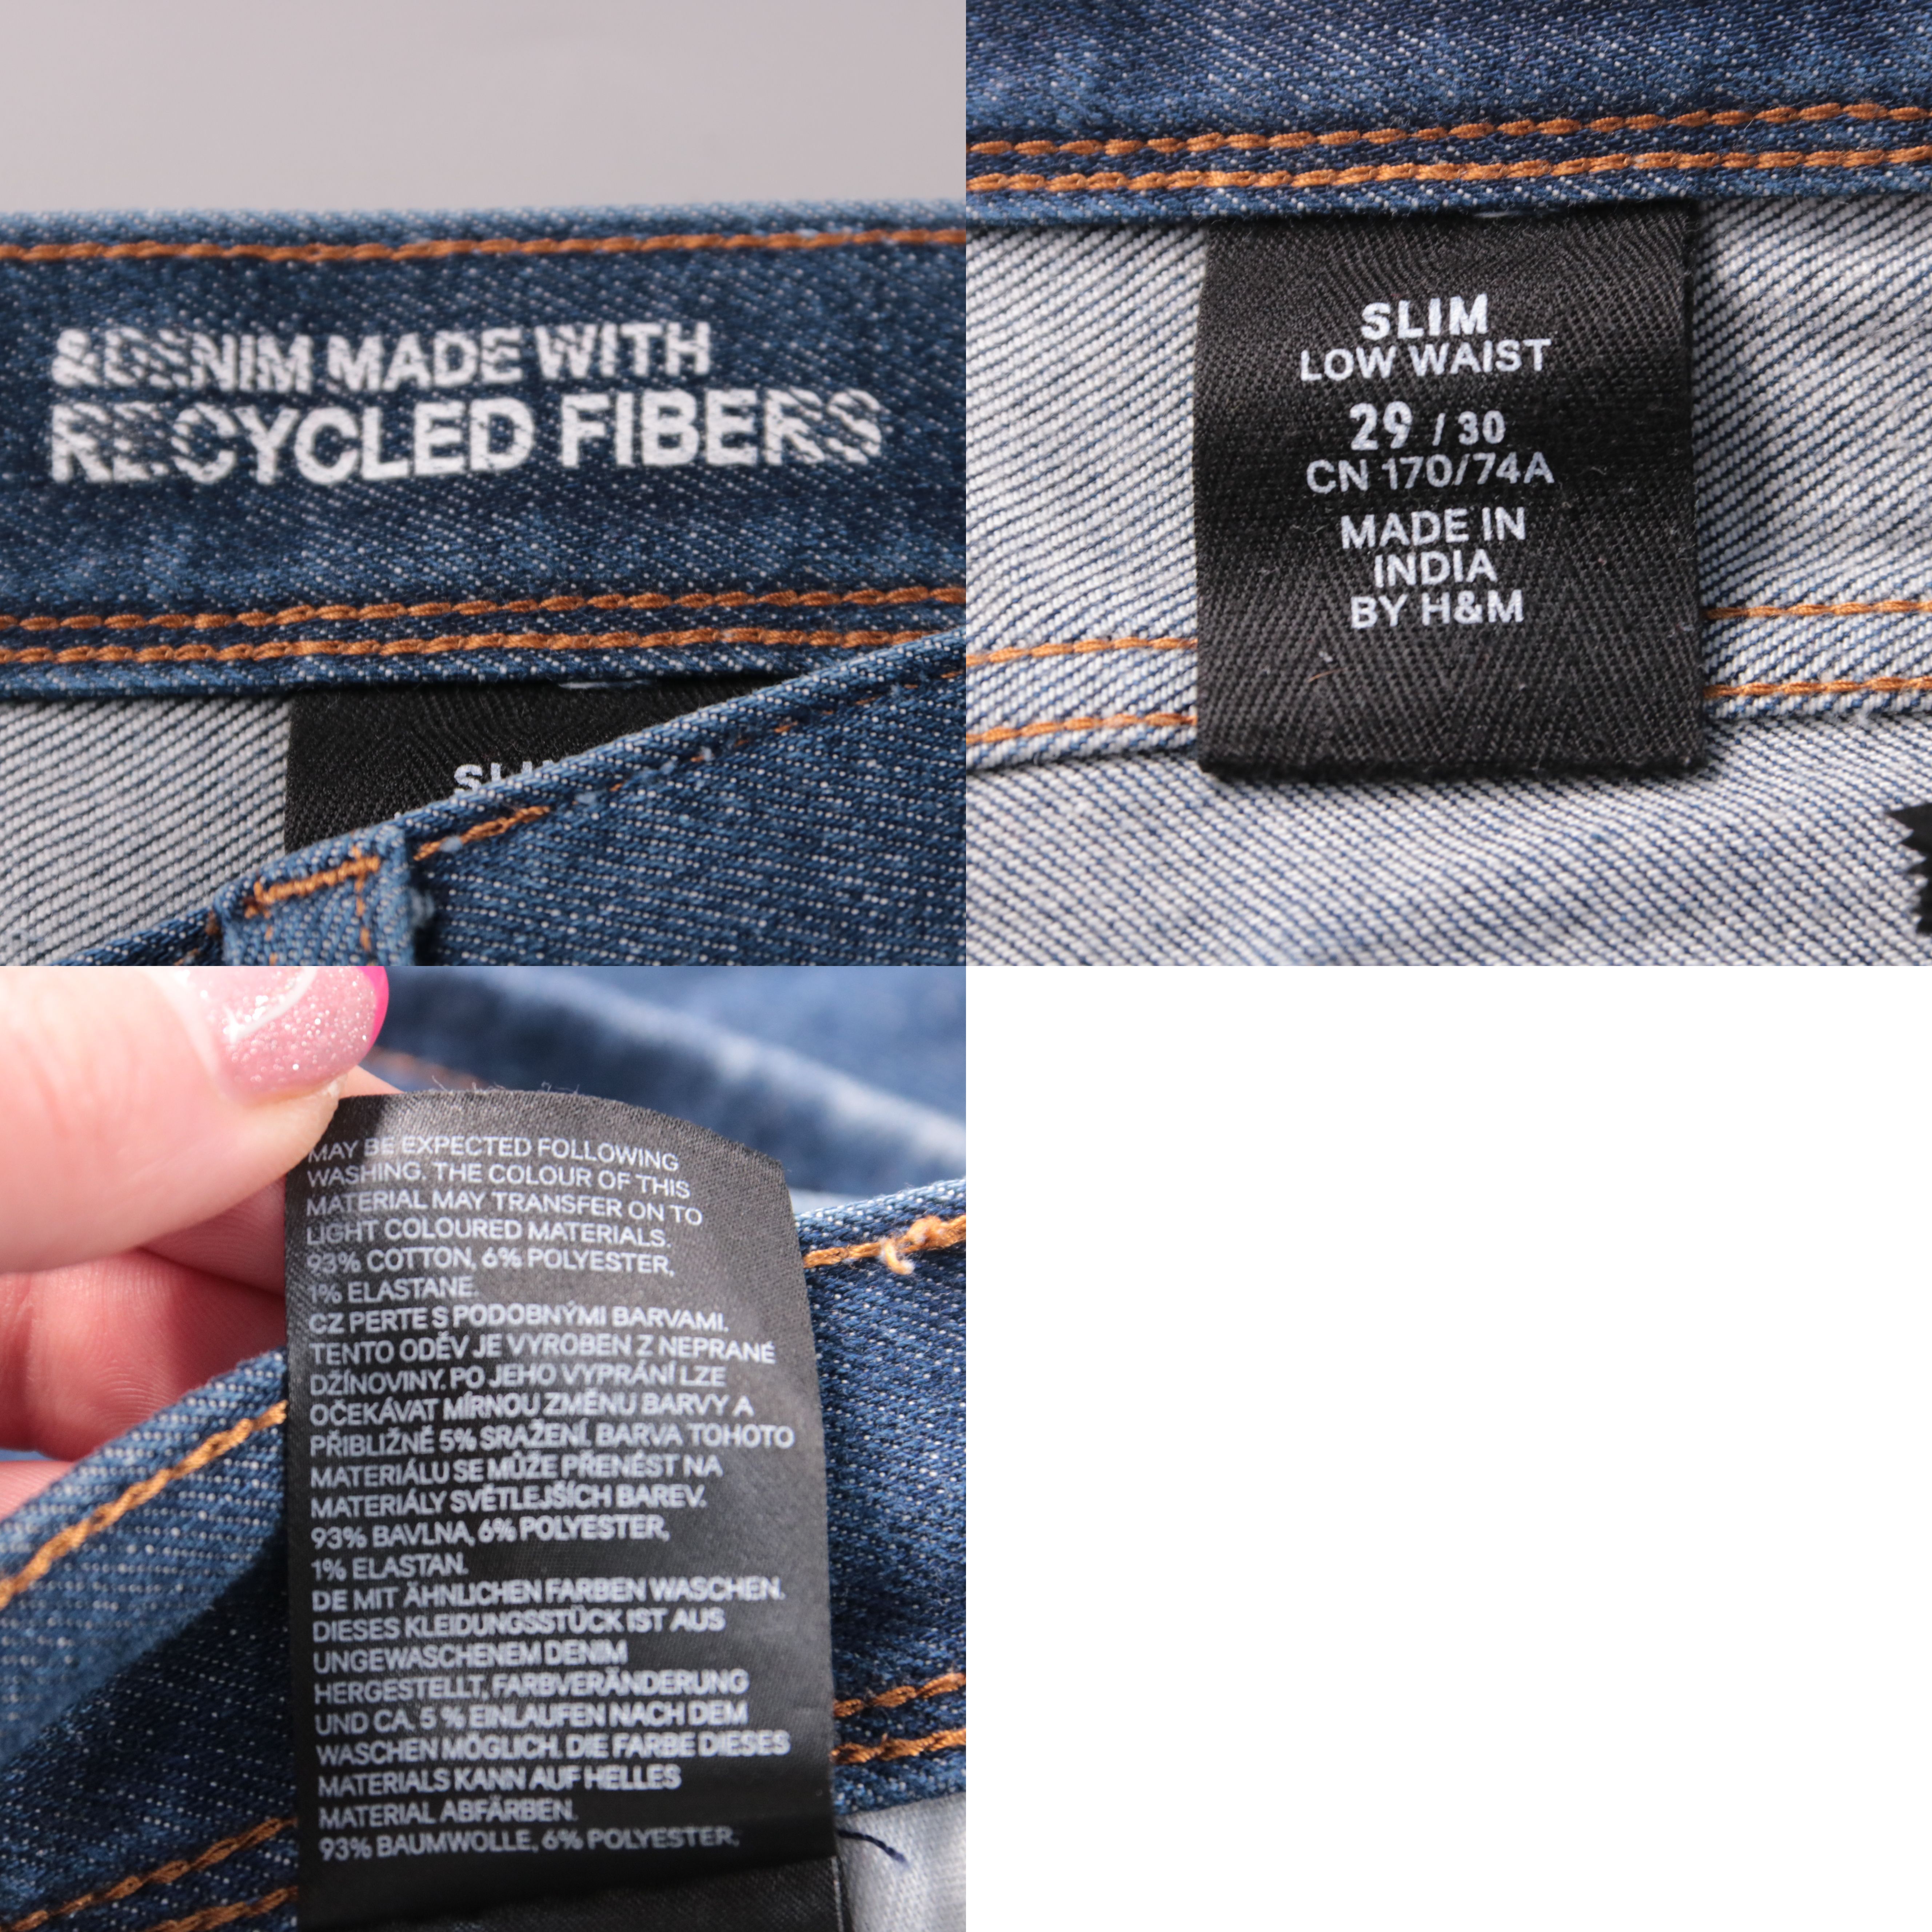 &DENIM MADE WITH
RECYCLED FIBERS
SLIM
SLIM
LOW WAIST
29 / 30
CN 170/74A
MADE IN
INDIA
BY H&M
MAY BE EXPECTED FOLLOWING
WASHING. THE COLOUR OF THIS
MATERIAL MAY TRANSFER ON TO
LIGHT COLOURED MATERIALS.
93% COTTON, 6% POLYESTER,
1% ELASTANE.
CZ PERTE S PODOBNÝMI BARVAMI.
TENTO ODĚV JE VYROBEN Z NEPRANÉ
DŽÍNOVINY. PO JEHO VYPRÁNÍ LZE
OČEKÁVAT MÍRNOU ZMĚNU BARVY A
PŘIBLIŽNĚ 5% SRAŽENÍ. BARVA TOHOTO
MATERIÁLU SE MŮŽE PŘENÉST NA
MATERIÁLY SVĚTLEJŠÍCH BAREV.
93% BAVLNA, 6% POLYESTER,
1% ELASTAN.
DE MIT ÄHNLICHEN FARBEN WASCHEN.
DIESES KLEIDUNGSSTÜCK IST AUS
UNGEWASCHENEM DENIM
HERGESTELLT, FARBVERÄNDERUNG
UND CA. 5 % EINLAUFEN NACH DEM
WASCHEN MÖGLICH. DIE FARBE DIESES
MATERIALS KANN AUF HELLES
MATERIAL ABFÄRBEN.
93% BAUMWOLLE, 6% POLYESTER,